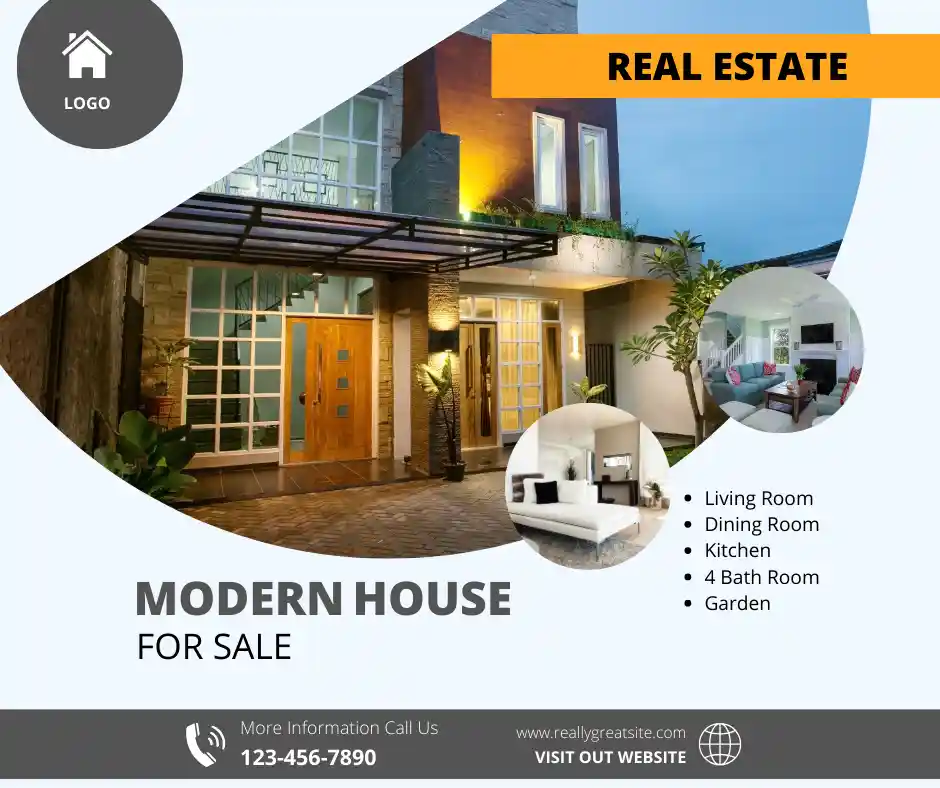 LOGO
REAL ESTATE
• Living Room
• Dining Room
• Kitchen
• 4 Bath Room
• Garden
MODERN HOUSE
FOR SALE
More Information Call Us
123-456-7890
www.reallygreatsite.com
VISIT OUT WEBSITE